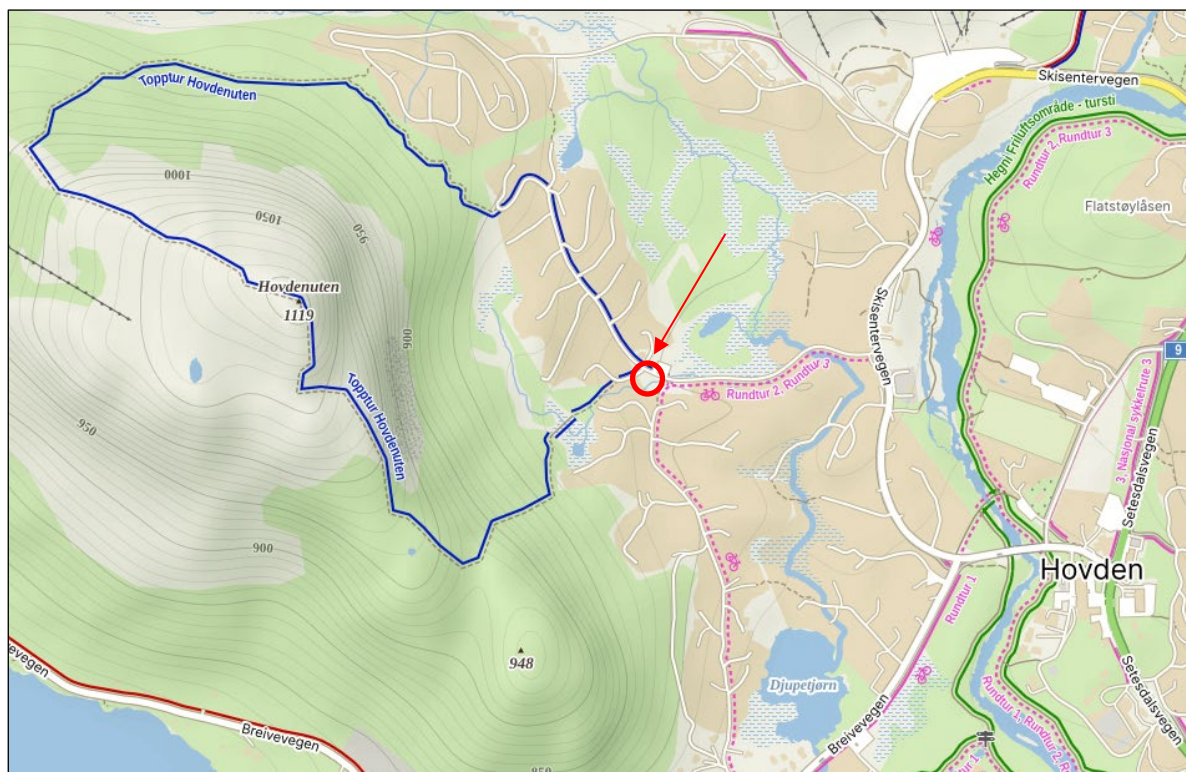 Topptur Hovdenuten
Skisentervegen
Hegni Friluftsområde - tursti
Rundtur 2, Rundtur 3
1000
1050
950
Flatstøylåsen
Hovdenuten
1119
900
Skisentervegen
9
Rundtur 2, Rundtur 3
3, Nasjonal sykkelrute 3
Setesdalsvegen
Topptur Hovdenuten
950
900
Hovden
Rundtur 1
948
Djupetjørn
Setesdalsvegen
Breivevegen
Breivevegen
Rundtur 1
850